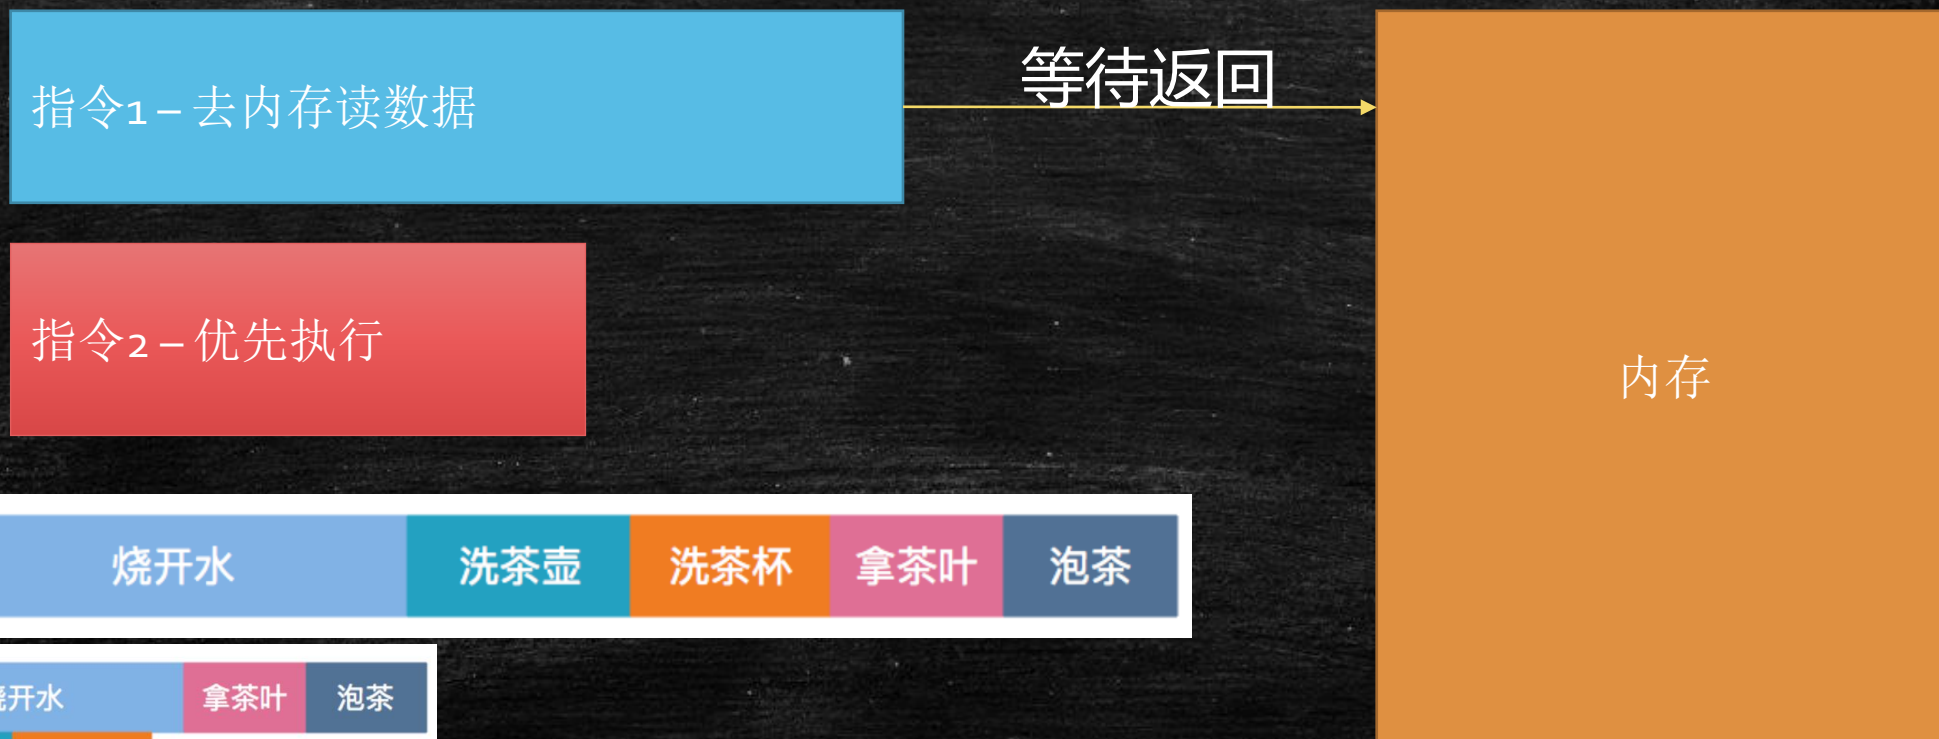 等待返回
指令1 – 去内存读数据
指令2 – 优先执行
内存
烧开水 洗茶壶 洗茶杯 拿茶叶 泡茶
开水 拿茶叶 泡茶